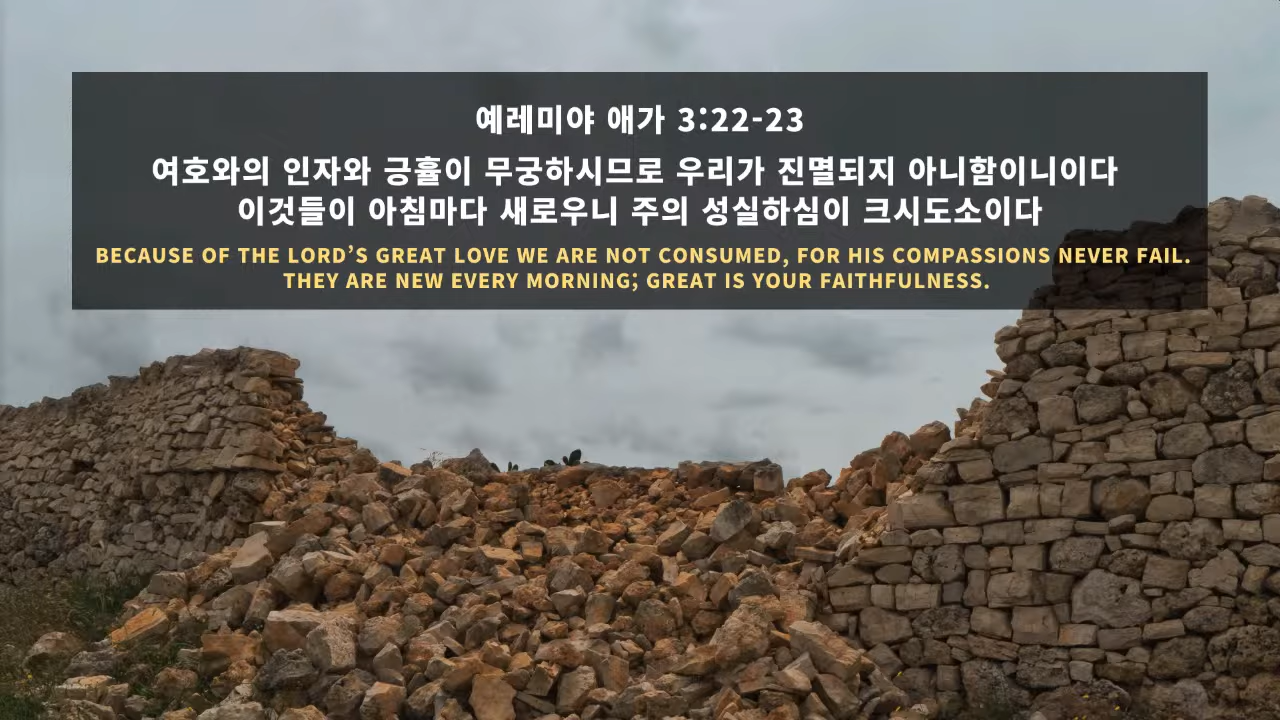 예레미야 애가 3:22-23
여호와의 인자와 긍휼이 무궁하시므로 우리가 진멸되지 아니함이니이다
이것들이 아침마다 새로우니 주의 성실하심이 크시도소이다
BECAUSE OF THE LORD’S GREAT LOVE WE ARE NOT CONSUMED, FOR HIS COMPASSIONS NEVER FAIL.
THEY ARE NEW EVERY MORNING; GREAT IS YOUR FAITHFULNESS.